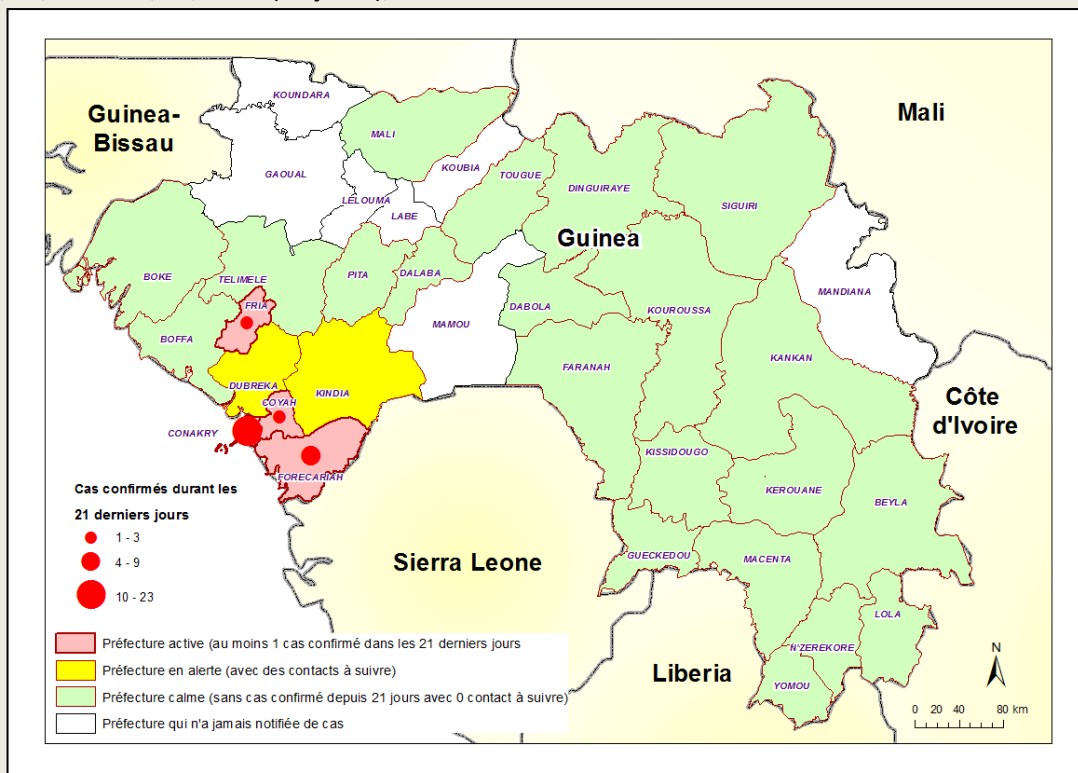 KOUNDARA
Guinea-
Bissau
MALI
Mali
KOUBIA
GAOUAL
TOUGUE
DINGUIRAYE
LELOUMA
SIGUIRI
LABE
Guinea
BOKE
TELIMELE
PITA
DALABA
MANDIANA
FRIA
DABOLA
KOUROUSSA
MAMOU
BOFFA
KANKAN
FARANAH
DUBREKA
KINDIA
Côte
d'Ivoire
COYAH
CONAKRY
KISSIDOUGO
FORECARIAH
Cas confirmés durant les
21 derniers jours
1 - 3
4 - 9
10 - 23
KEROUANE
BEYLA
GUECKEDOU
MACENTA
Sierra Leone
LOLA
N'ZEREKORE
Liberia
YOMOU
N
0 20 40 80 km
Préfecture active (au moins 1 cas confirmé dans les 21 derniers jours
Préfecture en alerte (avec des contacts à suivre)
Préfecture calme (sans cas confirmé depuis 21 jours avec 0 contact à suivre)
Préfecture qui n'a jamais notifiée de cas